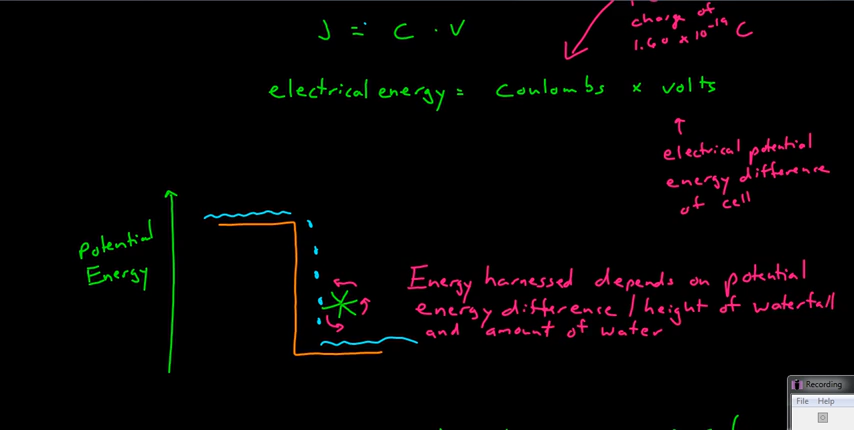 charge of
1.60 x 10⁻¹⁹ C
J = C · V
electrical energy = Coulombs x volts
electrical potential
energy difference
of cell
Potential
Energy
Energy harnessed depends on potential
energy difference / height of waterfall
and amount of water
Recording
File Help